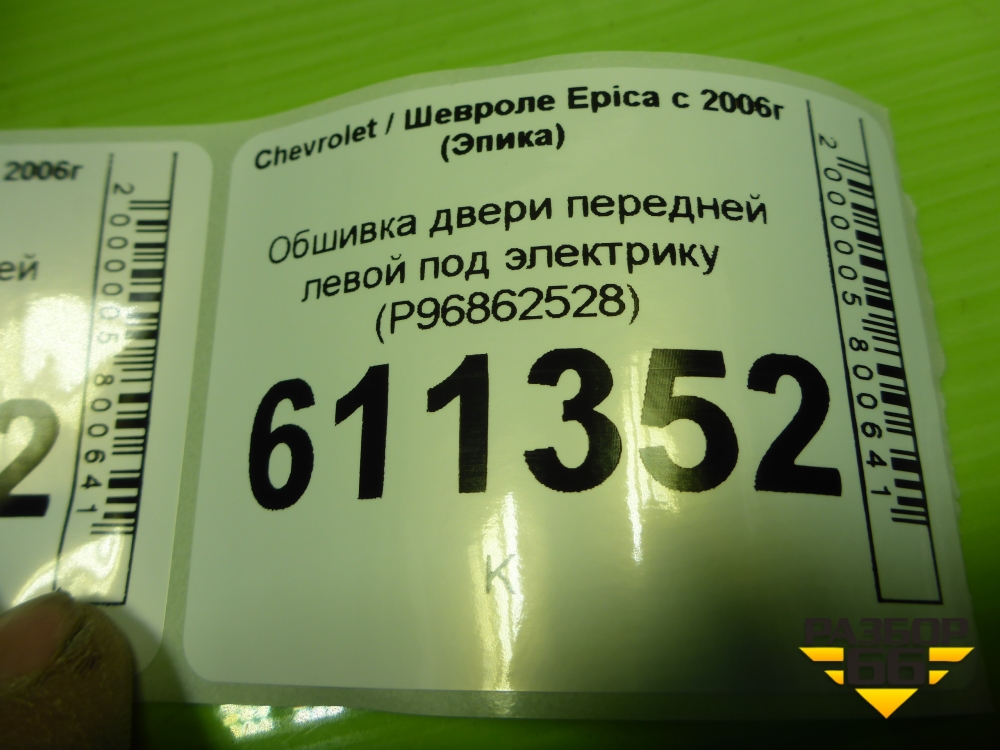 Chevrolet / Шевроле Epica с 2006г
(Эпика)
Обшивка двери передней
левой под электрику
(P96862528)
611352
К
2000005800641
2006г
ей
2
2000005800641
РАЗБОР
66